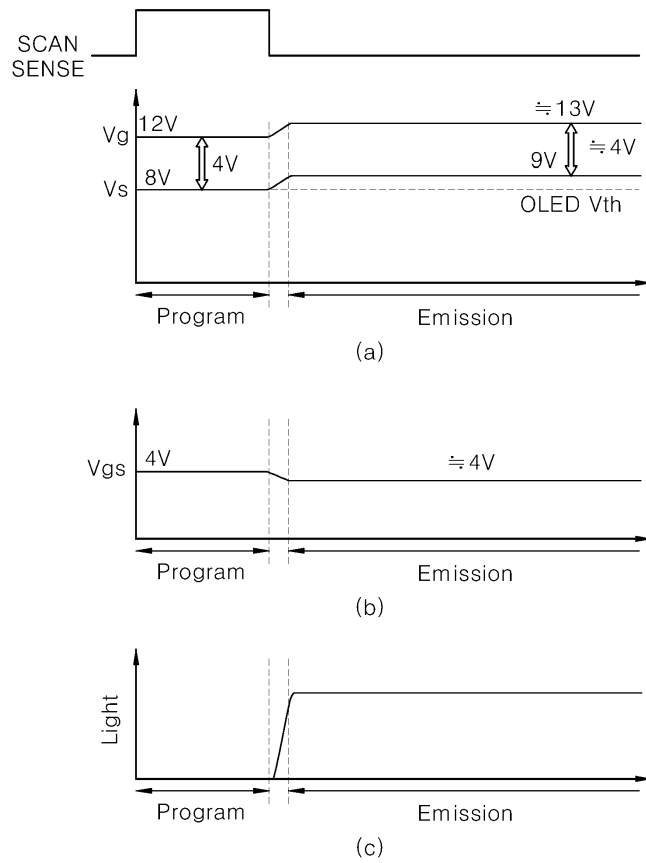 SCAN
SENSE
12V
≒ 13V
Vg
4V
9V
≒ 4V
8V
Vs
OLED Vth
Program
Emission
(a)
Vgs
4V
≒ 4V
Program
Emission
(b)
Light
Program
Emission
(c)